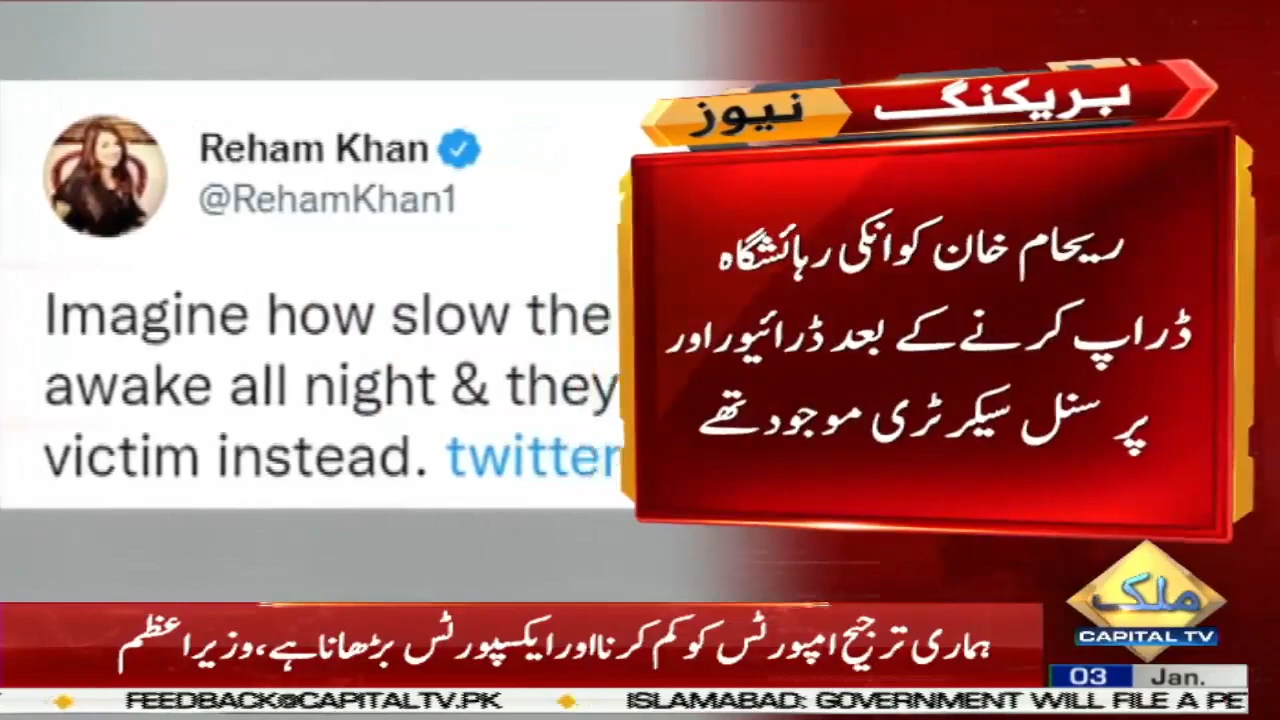 Reham Khan
@RehamKhan1
Imagine how slow the
awake all night & they
victim instead. twitter
بریکنگ نیوز
ریحام خان کو انکی رہائشگاہ
ڈراپ کرنے کے بعد ڈرائیور اور
پرسنل سیکرٹری موجود تھے
ملک
CAPITAL TV
ہماری ترجیح امپورٹس کو کم کرنا اور ایکسپورٹس بڑھانا ہے، وزیراعظم
03 Jan.
FEEDBACK@CAPITALTV.PK ISLAMABAD: GOVERNMENT WILL FILE A PE